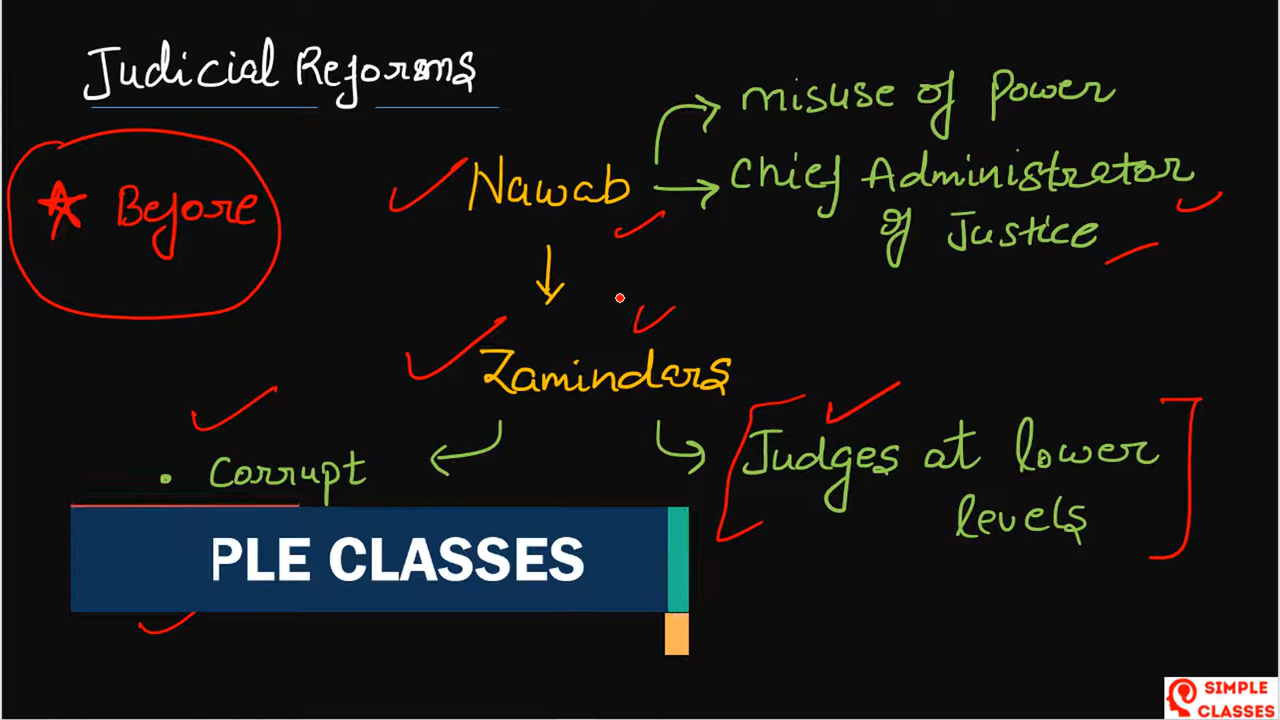 Judicial Reforms
misuse of Power
Before
Nawab
Chief Administrator
of Justice
Zaminders
Corrupt
Judges at lower
levels
PLE CLASSES
SIMPLE
CLASSES